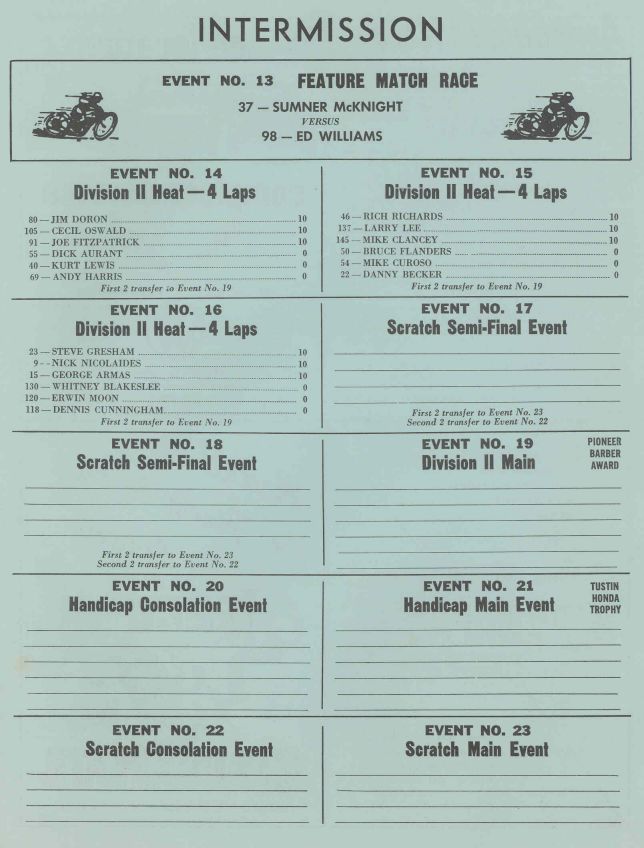 INTERMISSION
EVENT NO. 13 FEATURE MATCH RACE
37 — SUMNER McKNIGHT
VERSUS
98 — ED WILLIAMS
EVENT NO. 14
Division II Heat — 4 Laps
80 — JIM DORON 10
105 — CECIL OSWALD 10
91 — JOE FITZPATRICK 10
55 — DICK AURANT 0
40 — KURT LEWIS 0
69 — ANDY HARRIS 0
First 2 transfer to Event No. 19
EVENT NO. 15
Division II Heat — 4 Laps
46 — RICH RICHARDS 10
137 — LARRY LEE 10
145 — MIKE CLANCEY 10
50 — BRUCE FLANDERS 0
54 — MIKE CUROSO 0
22 — DANNY BECKER 0
First 2 transfer to Event No. 19
EVENT NO. 16
Division II Heat — 4 Laps
23 — STEVE GRESHAM 10
9 -- NICK NICOLAIDES 10
15 — GEORGE ARMAS 10
130 — WHITNEY BLAKESLEE 0
120 — ERWIN MOON 0
118 — DENNIS CUNNINGHAM 0
First 2 transfer to Event No. 19
EVENT NO. 17
Scratch Semi-Final Event
First 2 transfer to Event No. 23
Second 2 transfer to Event No. 22
EVENT NO. 18
Scratch Semi-Final Event
First 2 transfer to Event No. 23
Second 2 transfer to Event No. 22
EVENT NO. 19
Division II Main
PIONEER
BARBER
AWARD
EVENT NO. 20
Handicap Consolation Event
EVENT NO. 21
Handicap Main Event
TUSTIN
HONDA
TROPHY
EVENT NO. 22
Scratch Consolation Event
EVENT NO. 23
Scratch Main Event